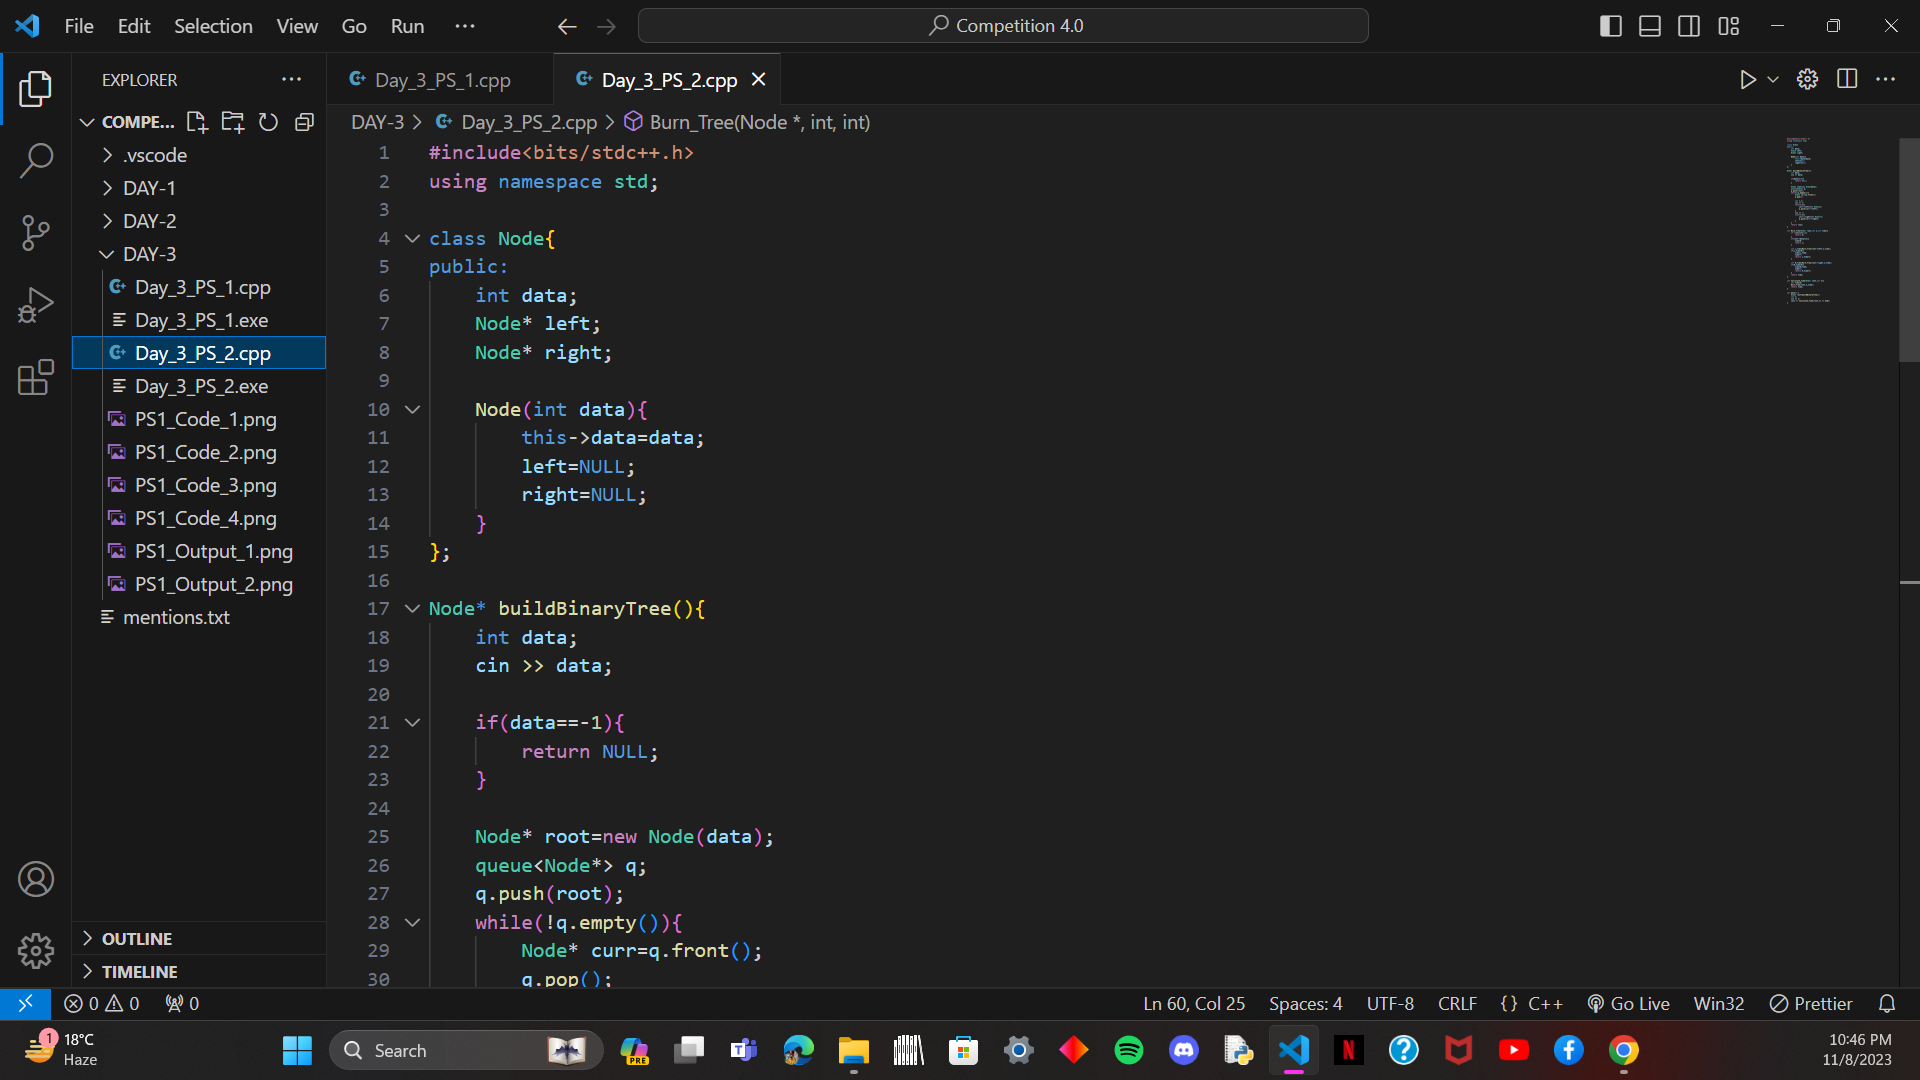 File Edit Selection View Go Run ··· Competition 4.0
EXPLORER
COMPE...
.vscode
DAY-1
DAY-2
DAY-3
Day_3_PS_1.cpp
Day_3_PS_1.exe
Day_3_PS_2.cpp
Day_3_PS_2.exe
PS1_Code_1.png
PS1_Code_2.png
PS1_Code_3.png
PS1_Code_4.png
PS1_Output_1.png
PS1_Output_2.png
mentions.txt
OUTLINE
TIMELINE
Day_3_PS_1.cpp Day_3_PS_2.cpp
DAY-3 > Day_3_PS_2.cpp > Burn_Tree(Node *, int, int)
1 #include<bits/stdc++.h>
2 using namespace std;
3
4 class Node{
5 public:
6     int data;
7     Node* left;
8     Node* right;
9
10     Node(int data){
11         this->data=data;
12         left=NULL;
13         right=NULL;
14     }
15 };
16
17 Node* buildBinaryTree(){
18     int data;
19     cin >> data;
20
21     if(data==-1){
22         return NULL;
23     }
24
25     Node* root=new Node(data);
26     queue<Node*> q;
27     q.push(root);
28     while(!q.empty()){
29         Node* curr=q.front();
30         q.pop();
0 0 0 Ln 60, Col 25 Spaces: 4 UTF-8 CRLF {} C++ Go Live Win32 Prettier
1 18°C
Haze
Search
PRE
10:46 PM
11/8/2023